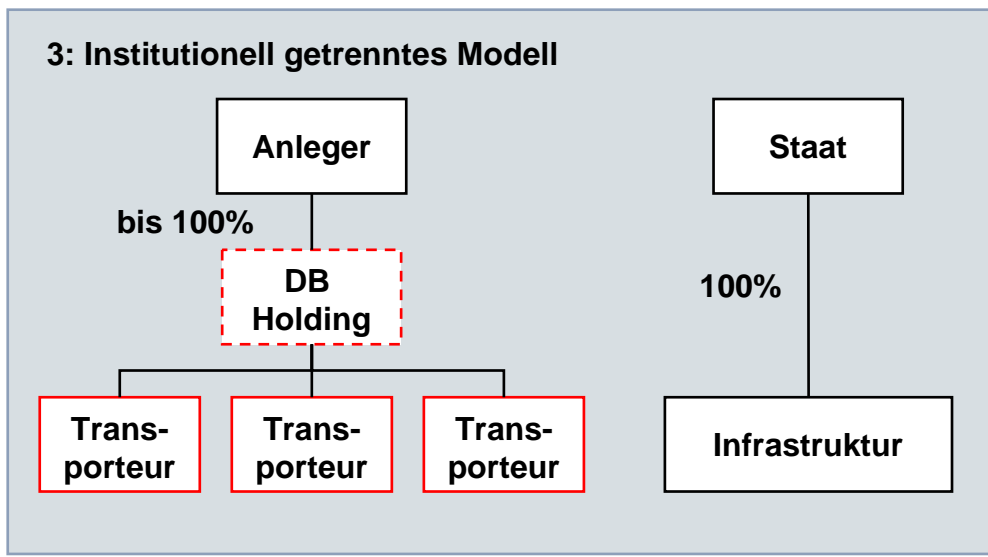 3: Institutionell getrenntes Modell
Anleger
Staat
bis 100%
DB
Holding
100%
Trans-
porteur
Trans-
porteur
Trans-
porteur
Infrastruktur